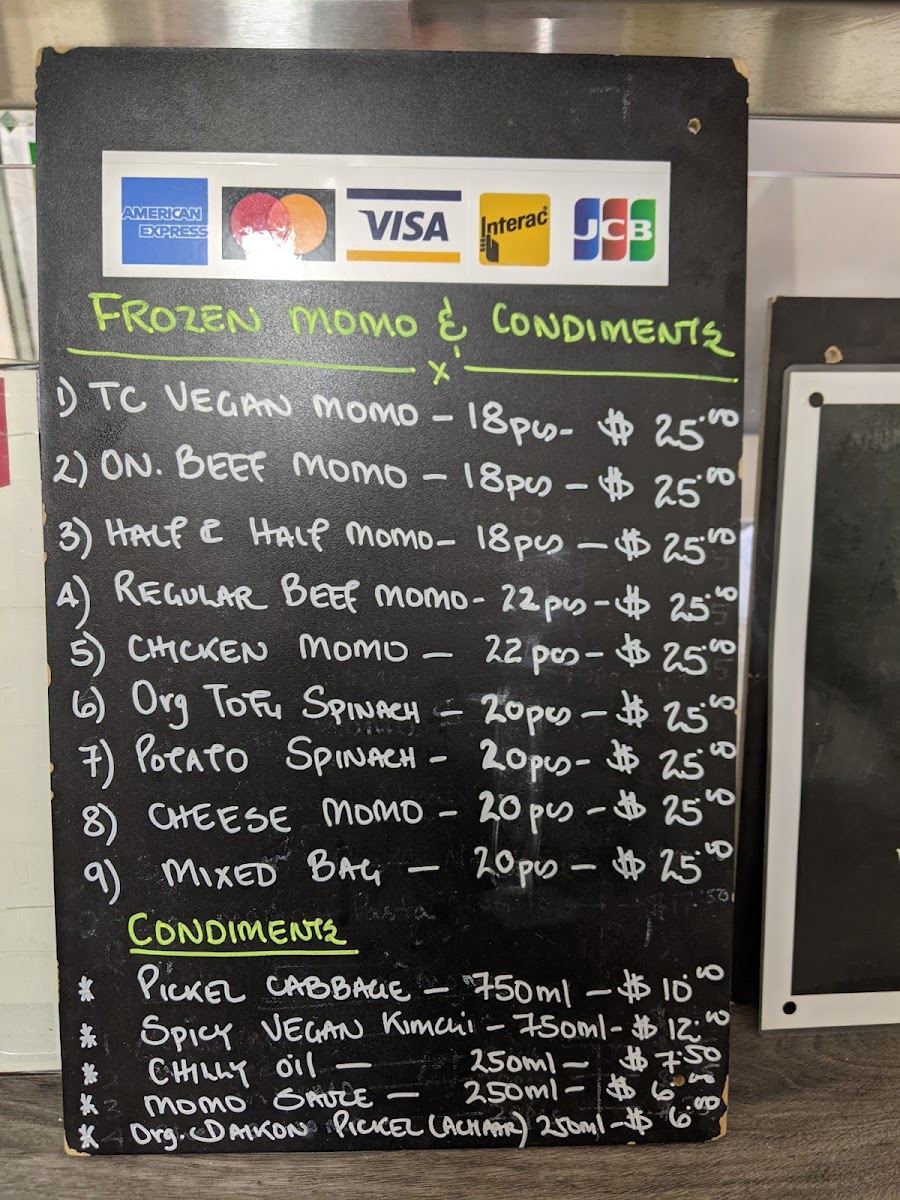 AMERICAN EXPRESS VISA Interac JCB
FROZEN MOMO & CONDIMENTS
1) TC VEGAN MOMO - 18pcs - $ 25.00
2) ON. BEEF MOMO - 18pcs - $ 25.00
3) HALF & HALF MOMO - 18pcs - $ 25.00
4) REGULAR BEEF MOMO - 22pcs - $ 25.00
5) CHICKEN MOMO - 22pcs - $ 25.00
6) Org TOFU SPINACH - 20pcs - $ 25.00
7) POTATO SPINACH - 20pcs - $ 25.00
8) CHEESE MOMO - 20pcs - $ 25.00
9) MIXED BAG - 20pcs - $ 25.00
CONDIMENTS
* PICKEL CABBAGE - 750ml - $ 10.00
* SPICY VEGAN KIMCHI - 750ml - $ 12.00
* CHILLY OIL - 250ml - $ 7.50
* MOMO SAUCE - 250ml - $ 6
* Org. DAIKON PICKEL (ACHAAR) 250ml - $ 6